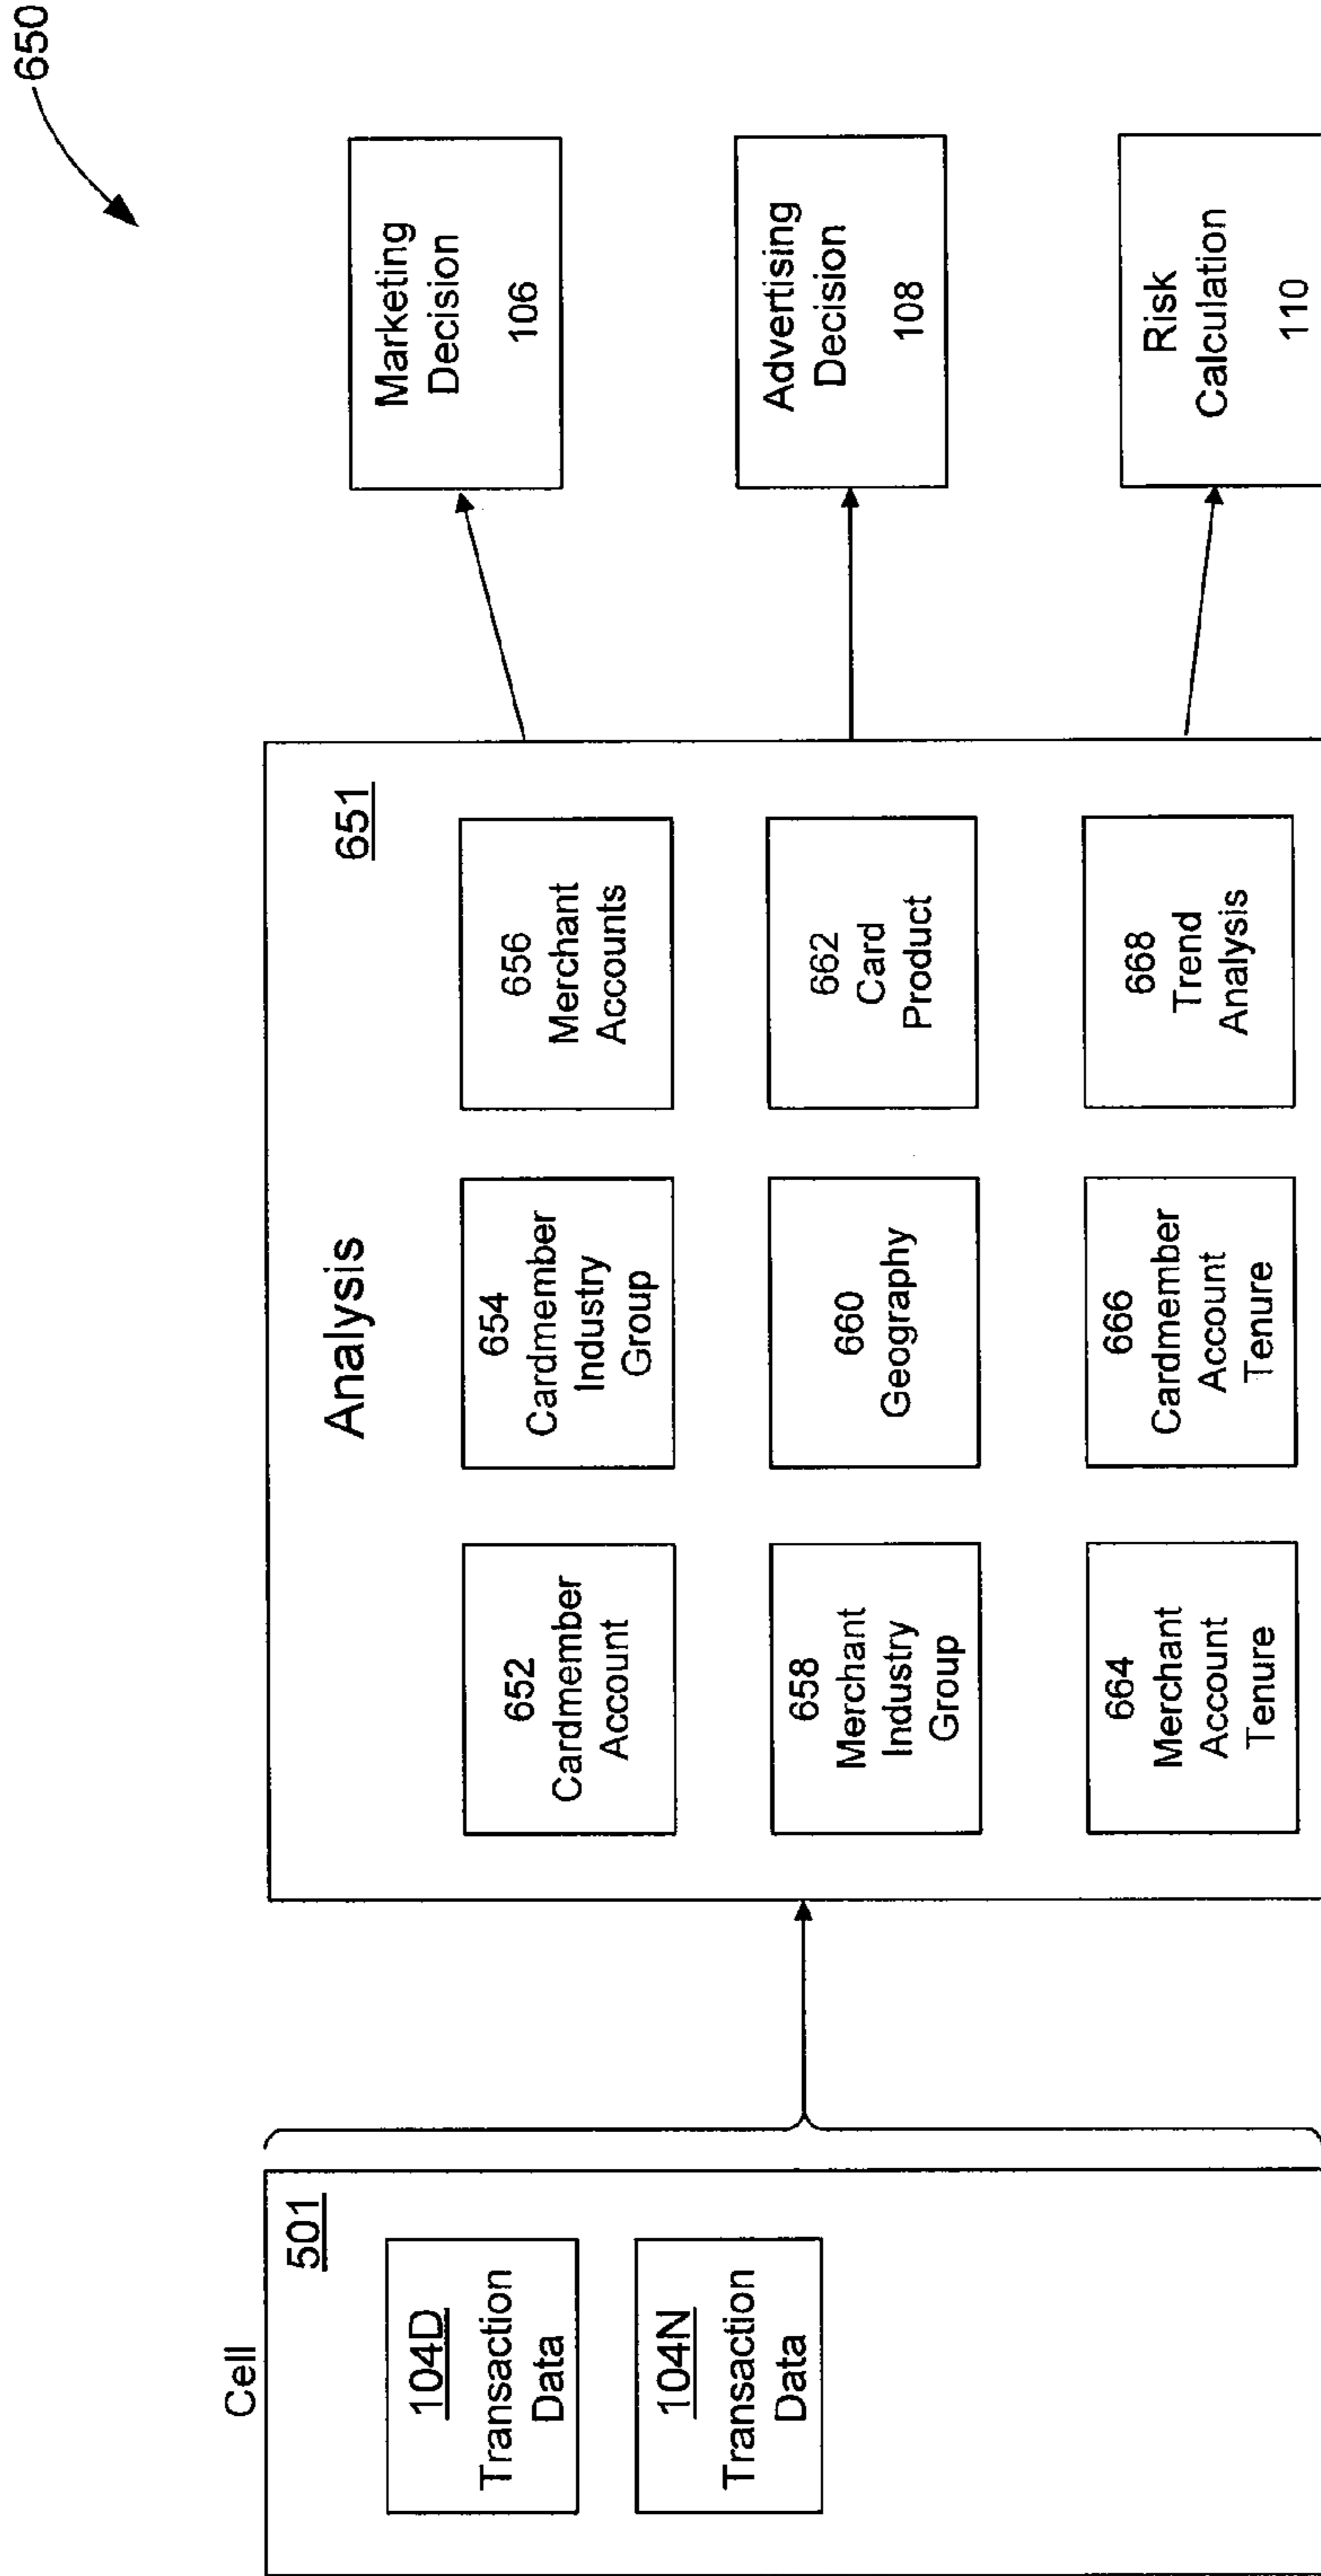 650
Cell
501
104D
Transaction
Data
104N
Transaction
Data
Analysis
651
652
Cardmember
Account
654
Cardmember
Industry
Group
656
Merchant
Accounts
658
Merchant
Industry
Group
660
Geography
662
Card
Product
664
Merchant
Account
Tenure
666
Cardmember
Account
Tenure
668
Trend
Analysis
Marketing
Decision
106
Advertising
Decision
108
Risk
Calculation
110